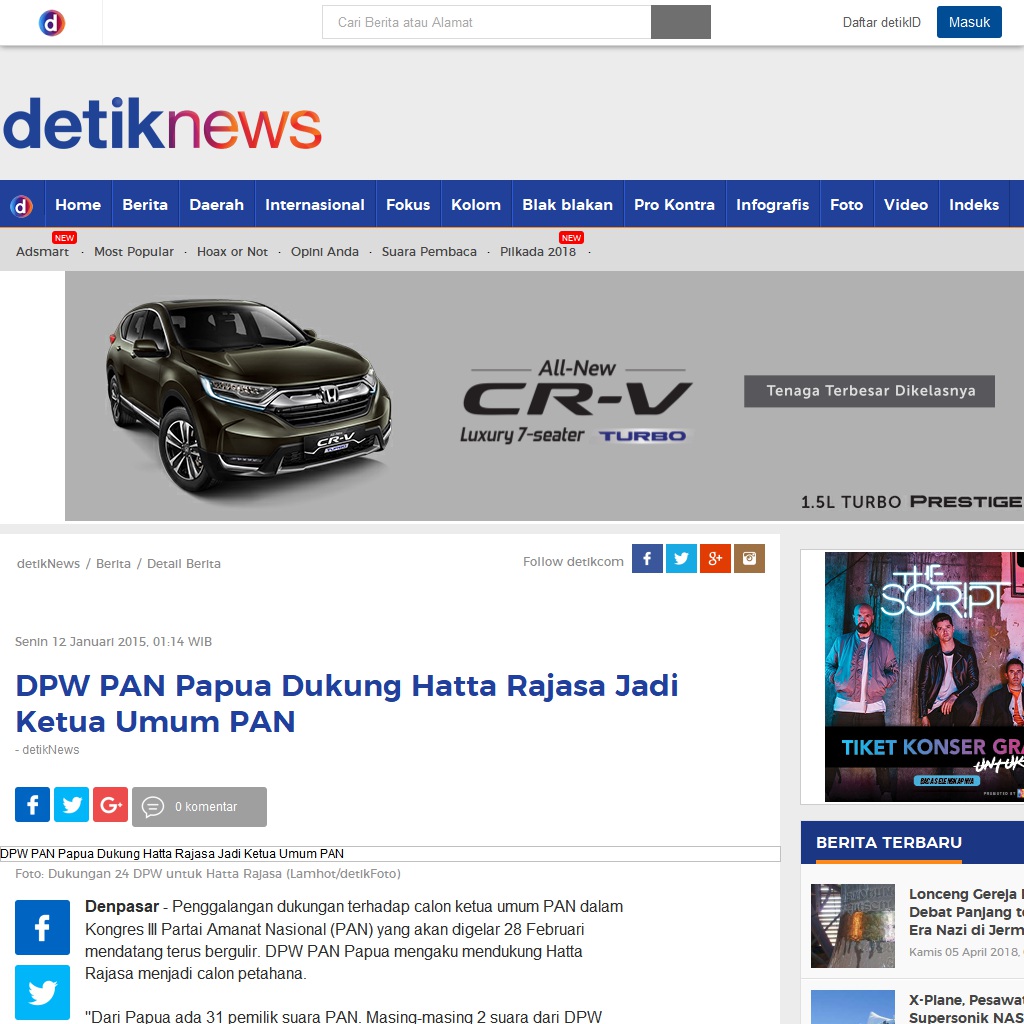 d
Cari Berita atau Alamat
Daftar detikID
Masuk
detiknews
d
Home
Berita
Daerah
Internasional
Fokus
Kolom
Blak blakan
Pro Kontra
Infografis
Foto
Video
Indeks
NEW
NEW
Adsmart · Most Popular · Hoax or Not · Opini Anda · Suara Pembaca · Pilkada 2018 ·
All-New
CR-V
Luxury 7-seater TURBO
Tenaga Terbesar Dikelasnya
1.5L TURBO PRESTIGE
CR-V
TURBO
detikNews / Berita / Detail Berita
Follow detikcom
Senin 12 Januari 2015, 01:14 WIB
DPW PAN Papua Dukung Hatta Rajasa Jadi
Ketua Umum PAN
- detikNews
0 komentar
DPW PAN Papua Dukung Hatta Rajasa Jadi Ketua Umum PAN
Foto: Dukungan 24 DPW untuk Hatta Rajasa (Lamhot/detikFoto)
Denpasar - Penggalangan dukungan terhadap calon ketua umum PAN dalam
Kongres III Partai Amanat Nasional (PAN) yang akan digelar 28 Februari
mendatang terus bergulir. DPW PAN Papua mengaku mendukung Hatta
Rajasa menjadi calon petahana.
"Dari Papua ada 31 pemilik suara PAN. Masing-masing 2 suara dari DPW
THE
SCRIPT
TIKET KONSER GRA
UNTUK
BACA SELENGKAPNYA
BERITA TERBARU
Lonceng Gereja
Debat Panjang
Era Nazi di Jerm
Kamis 05 April 2018,
X-Plane, Pesawat
Supersonik NAS